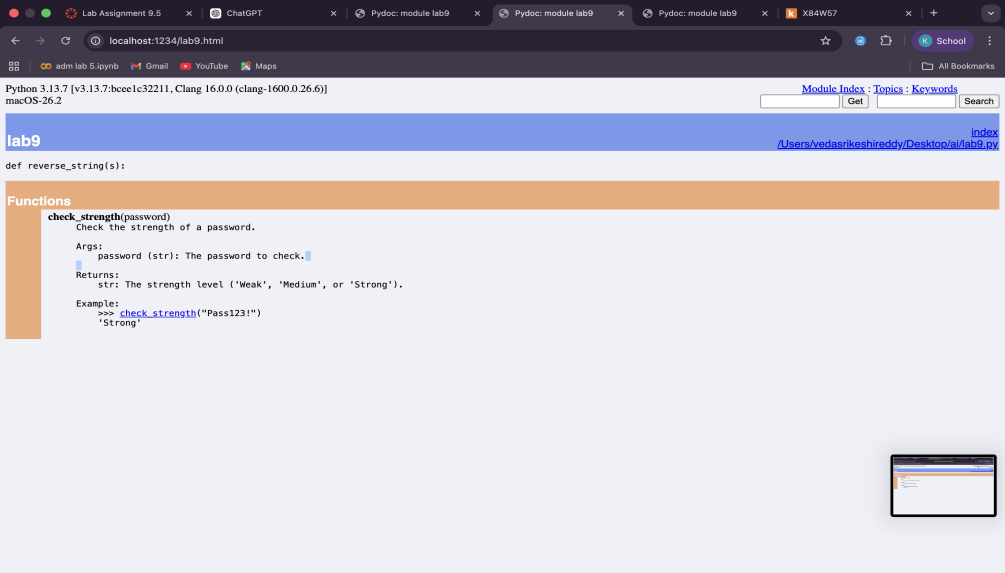 Lab Assignment 9.5
ChatGPT
Pydoc: module lab9
Pydoc: module lab9
Pydoc: module lab9
X84W57
localhost:1234/lab9.html
K School
adm lab 5.ipynb
Gmail
YouTube
Maps
All Bookmarks
Python 3.13.7 [v3.13.7:bcee1c32211, Clang 16.0.0 (clang-1600.0.26.6)]
macOS-26.2
Module Index : Topics : Keywords
Get
Search
lab9
index
/Users/vedasrikeshireddy/Desktop/ai/lab9.py
def reverse_string(s):
Functions
check_strength(password)
Check the strength of a password.
Args:
password (str): The password to check.
Returns:
str: The strength level ('Weak', 'Medium', or 'Strong').
Example:
>>> check_strength("Pass123!")
'Strong'